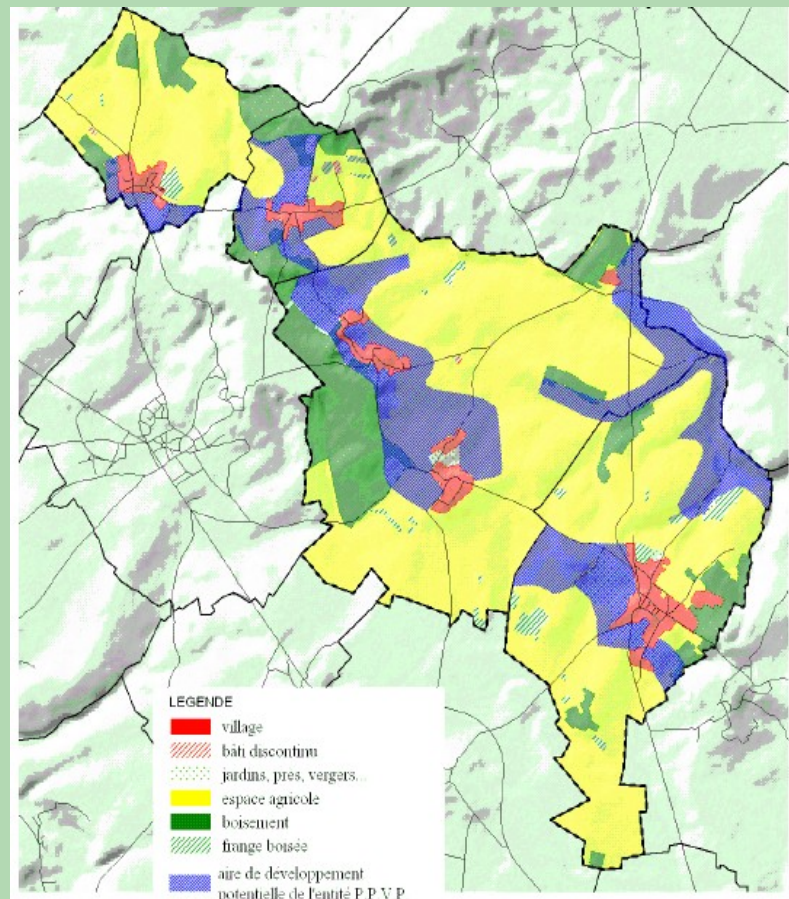 LEGENDE
village
bâti discontinu
jardins, prés, vergers...
espace agricole
boisement
frange boisée
aire de développement
potentielle de l'entité P.P.V.P.